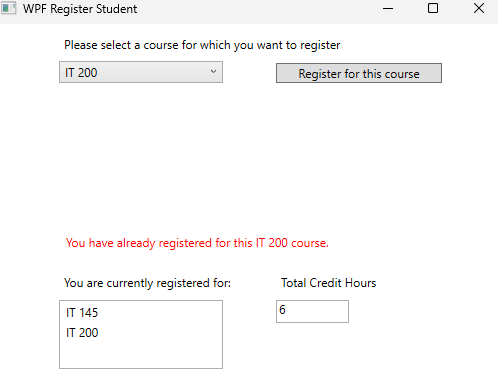 WPF Register Student
Please select a course for which you want to register
IT 200
Register for this course
You have already registered for this IT 200 course.
You are currently registered for:
Total Credit Hours
IT 145
IT 200
6